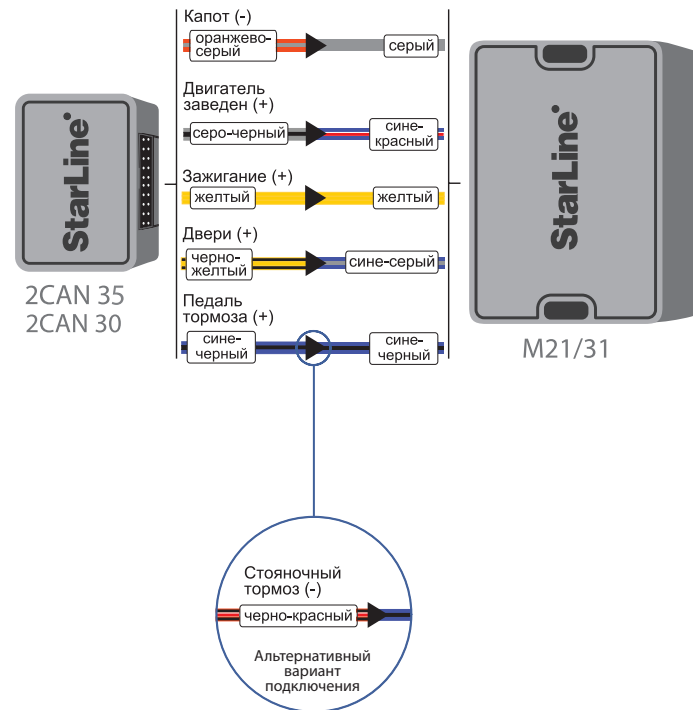 Капот (-)
оранжево-
серый
серый
Двигатель
заведен (+)
серо-черный
сине-
красный
Зажигание (+)
желтый
желтый
Двери (+)
черно-
желтый
сине-серый
Педаль
тормоза (+)
сине-
черный
сине-
черный
StarLine
2CAN 35
2CAN 30
StarLine
M21/31
Стояночный
тормоз (-)
черно-красный
Альтернативный
вариант
подключения